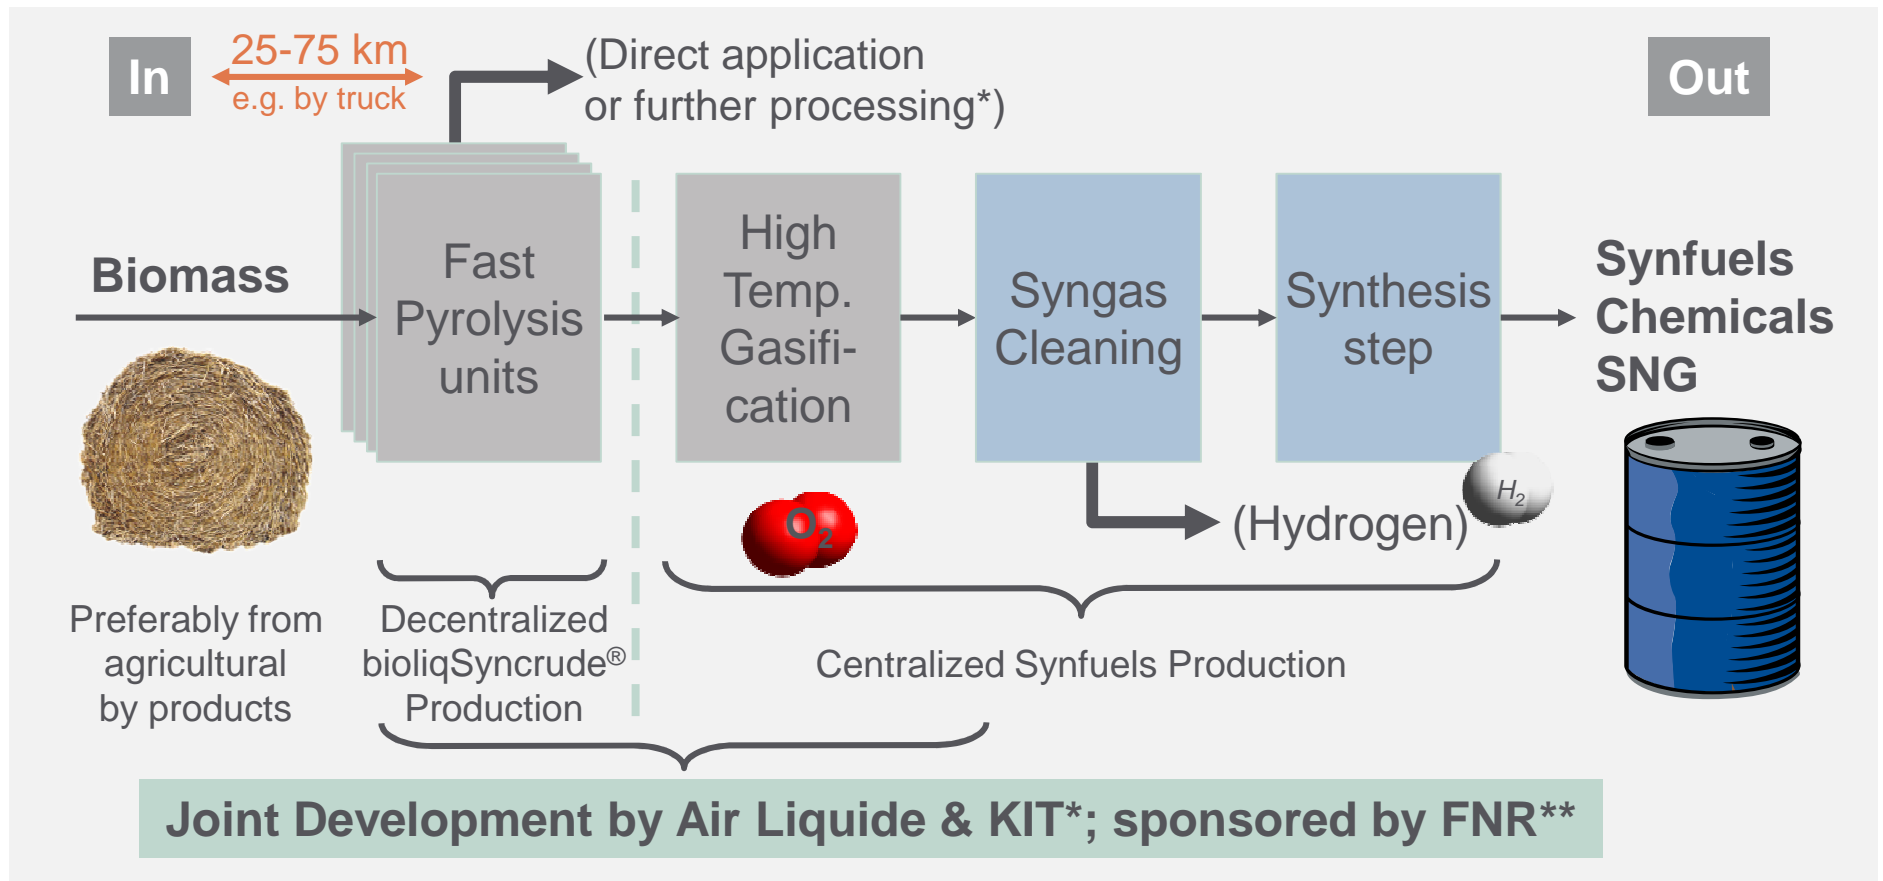 In
25-75 km
e.g. by truck
(Direct application
or further processing*)
Out
Biomass
Fast
Pyrolysis
units
High
Temp.
Gasifi-
cation
Syngas
Cleaning
Synthesis
step
Synfuels
Chemicals
SNG
O2
(Hydrogen)
H2
Preferably from
agricultural
by products
Decentralized
bioliqSyncrude®
Production
Centralized Synfuels Production
Joint Development by Air Liquide & KIT*; sponsored by FNR**